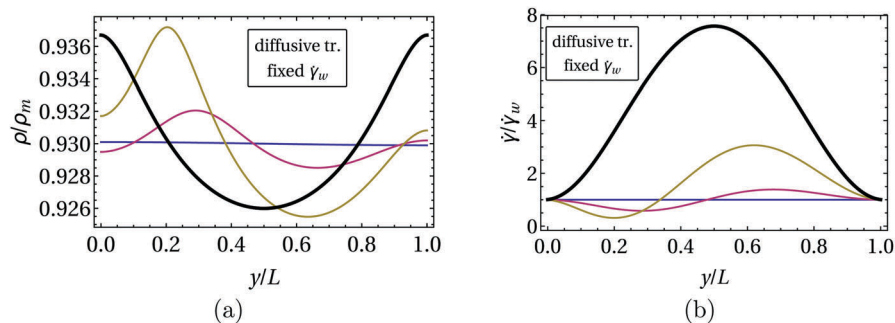 0.936
0.934
0.932
0.930
0.928
0.926
ρ/ρm
diffusive tr.
fixed γ̇w
0.0 0.2 0.4 0.6 0.8 1.0
y/L
(a)
8
6
4
2
0
γ̇/γ̇w
diffusive tr.
fixed γ̇w
0.0 0.2 0.4 0.6 0.8 1.0
y/L
(b)